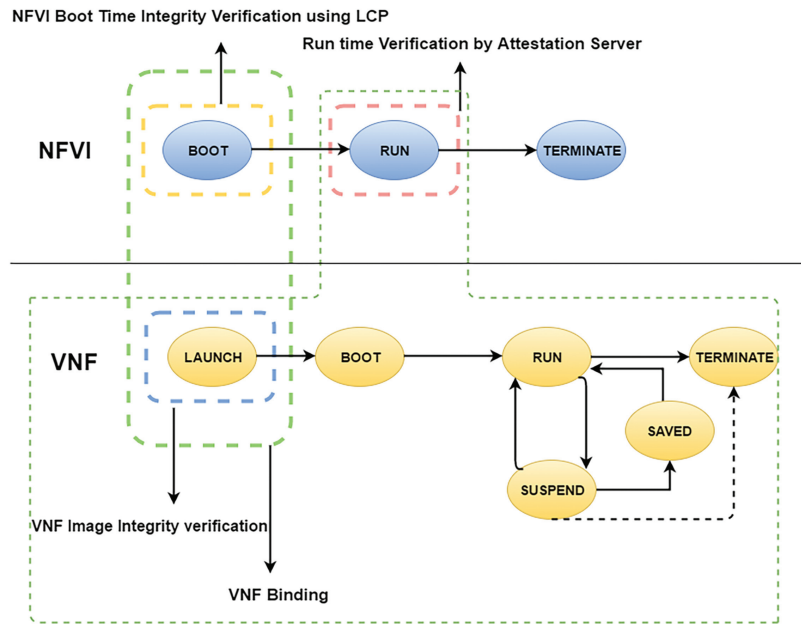 NFVI Boot Time Integrity Verification using LCP
Run time Verification by Attestation Server
NFVI
BOOT
RUN
TERMINATE
VNF
LAUNCH
BOOT
RUN
TERMINATE
SAVED
SUSPEND
VNF Image Integrity verification
VNF Binding